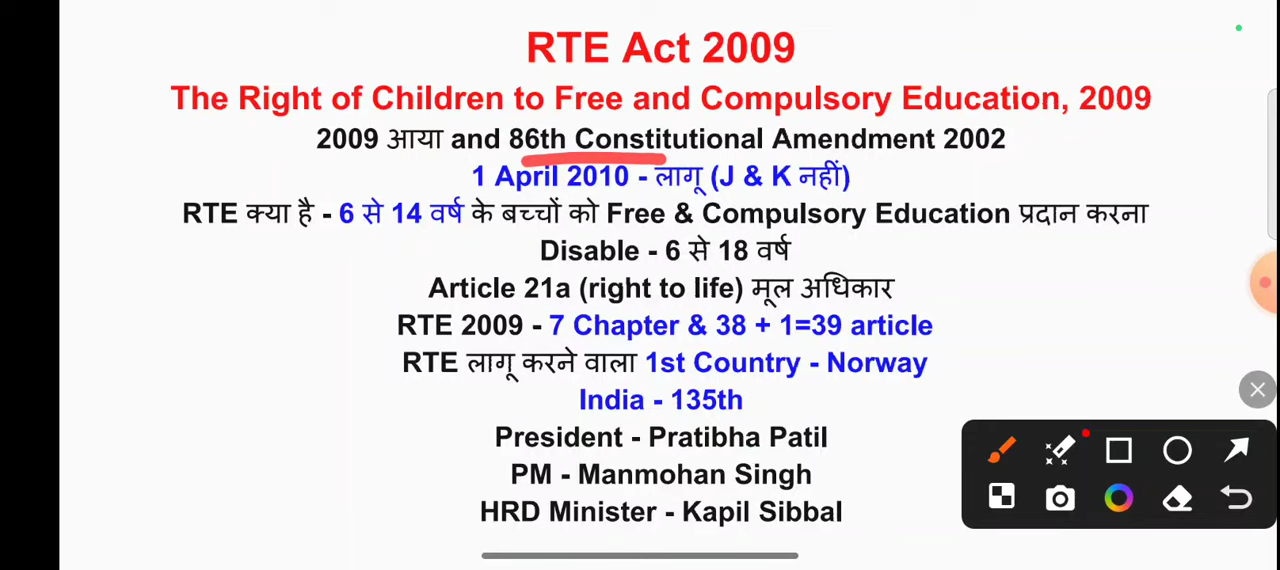 RTE Act 2009
The Right of Children to Free and Compulsory Education, 2009
2009 आया and 86th Constitutional Amendment 2002
1 April 2010 - लागू (J & K नहीं)
RTE क्या है - 6 से 14 वर्ष के बच्चों को Free & Compulsory Education प्रदान करना
Disable - 6 से 18 वर्ष
Article 21a (right to life) मूल अधिकार
RTE 2009 - 7 Chapter & 38 + 1=39 article
RTE लागू करने वाला 1st Country - Norway
India - 135th
President - Pratibha Patil
PM - Manmohan Singh
HRD Minister - Kapil Sibbal